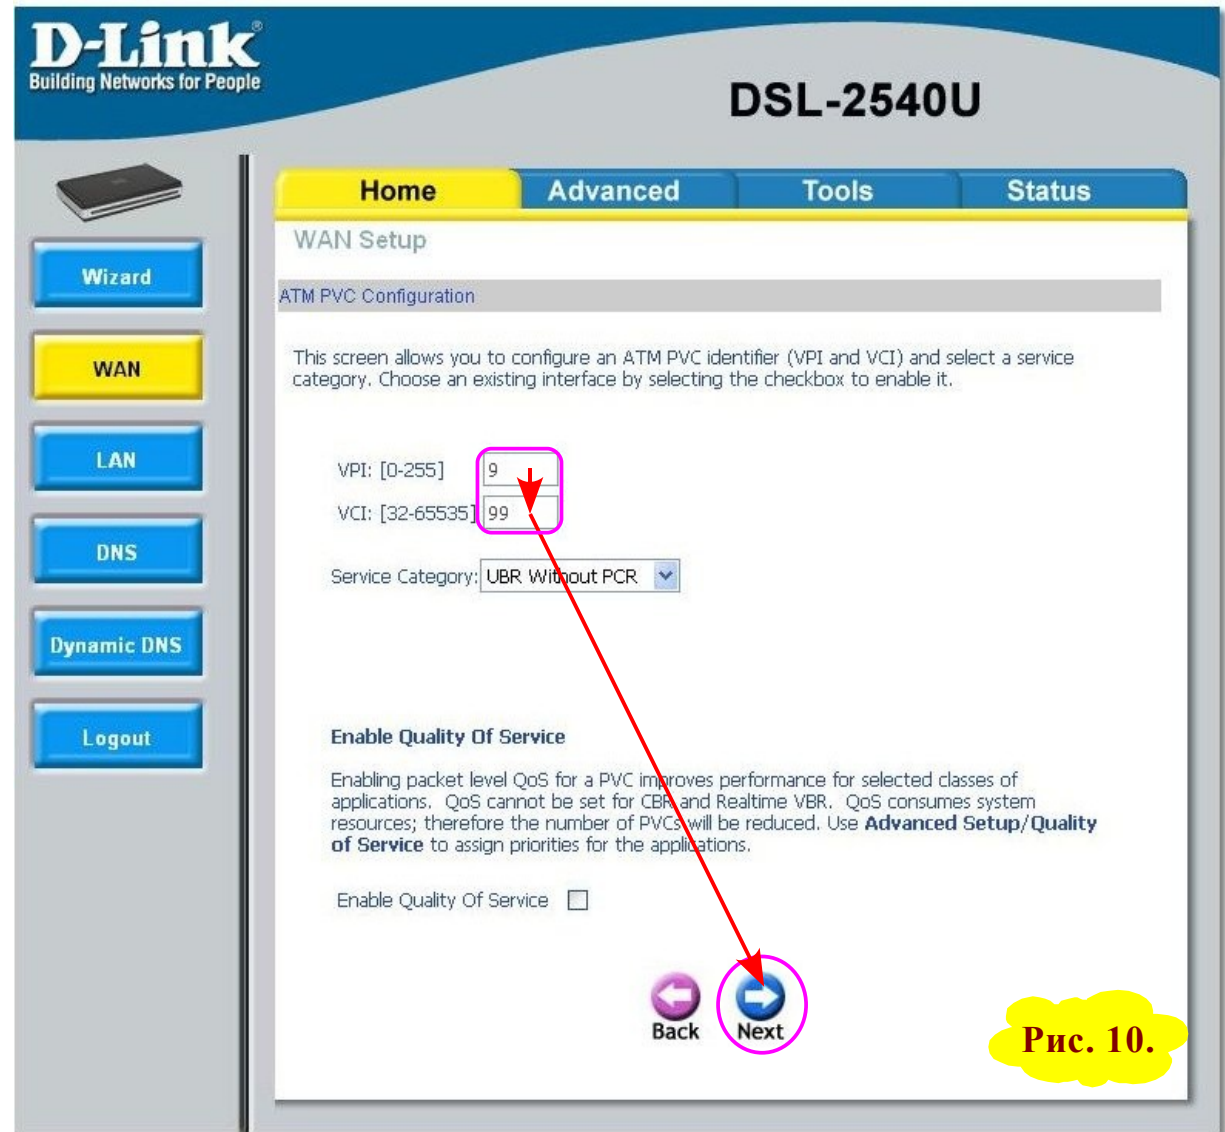 D-Link®
Building Networks for People
DSL-2540U
Home Advanced Tools Status
Wizard
WAN
LAN
DNS
Dynamic DNS
Logout
WAN Setup
ATM PVC Configuration
This screen allows you to configure an ATM PVC identifier (VPI and VCI) and select a service
category. Choose an existing interface by selecting the checkbox to enable it.
VPI: [0-255] 9
VCI: [32-65535] 99
Service Category: UBR Without PCR
Enable Quality Of Service
Enabling packet level QoS for a PVC improves performance for selected classes of
applications. QoS cannot be set for CBR and Realtime VBR. QoS consumes system
resources; therefore the number of PVCs will be reduced. Use Advanced Setup/Quality
of Service to assign priorities for the applications.
Enable Quality Of Service
Back Next
Рис. 10.